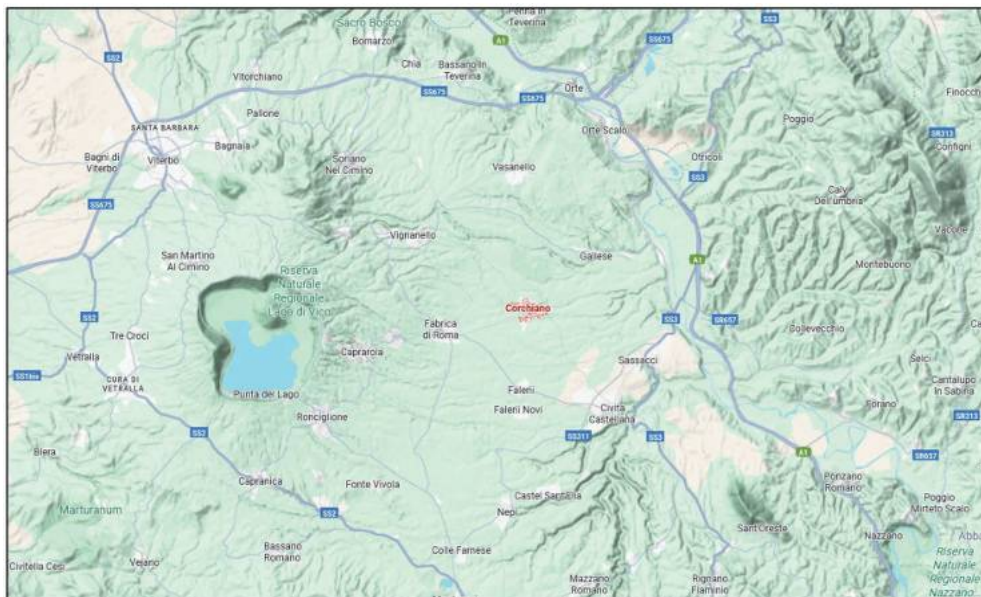 Sacro Bosco
Bomarzo
Penna in
Teverina
SS3
SS2
A1
SS675
Chia
Bassano in
Teverina
Vitorchiano
SS675
SS675
Orte
Pallone
SANTA BARBARA
Orte Scalo
Poggio
Finocc
SR313
Configni
Bagnaia
Bagni di
Viterbo
Viterbo
Soriano
Nel Cimino
Vasanello
Otricoli
SS3
SS675
Calv
Dell'umbria
Vacone
Vignanello
San Martino
Al Cimino
Gallese
A1
Montebuono
Riserva
Naturale
Regionale
Lago di Vico
Corchiano
SS2
SS3
SR657
Collevecchio
Tre Croci
Fabrica
di Roma
Caprarola
Vetralla
Sassacci
Selci
SS1bis
CURA DI
VETRALLA
Punta del Lago
Falerii
Cantalupo
In Sabina
Forano
Falerii Novi
Civita
Castellana
Ronciglione
SR313
SS2
SS311
SS3
Blera
A1
SR657
Capranica
Fonte Vivola
Ponzano
Romano
Castel Sant'Elia
Poggio
Mirteto Scalo
Marturanum
SS2
Nepi
Sant'Oreste
Nazzano
Abba
Bassano
Romano
Colle Farnese
Riserva
Naturale
Regionale
Nazzano
Civitella Cesi
Vejano
Mazzano
Romano
Rignano
Flaminio